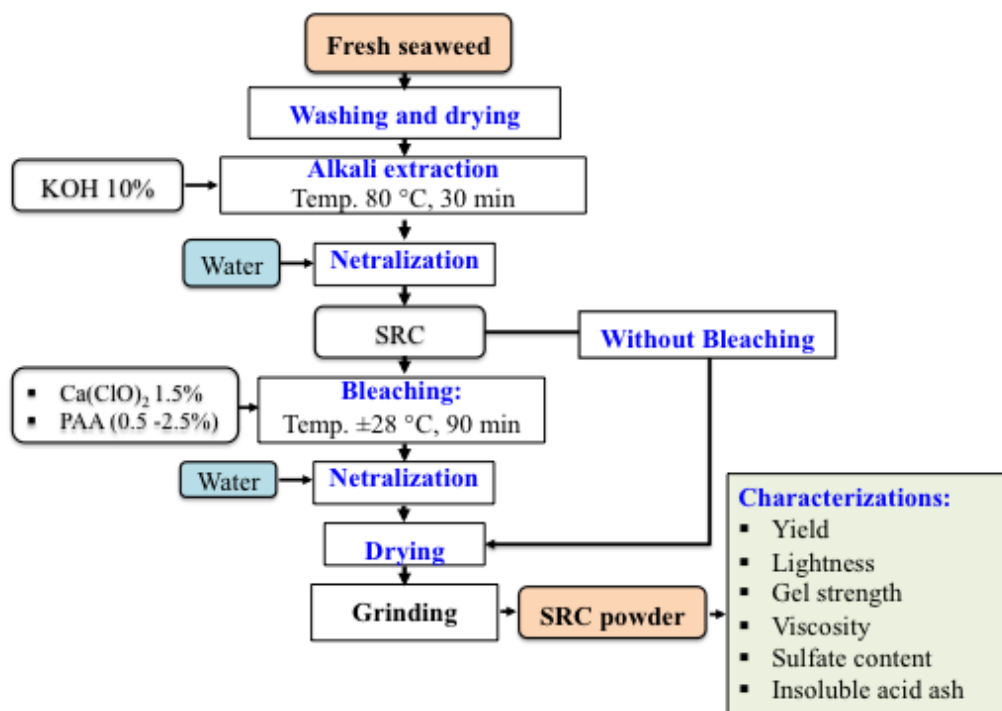 Fresh seaweed
Washing and drying
Alkali extraction
Temp. 80 °C, 30 min
KOH 10%
Water
Netralization
SRC
Without Bleaching
▪ Ca(ClO)₂ 1.5%
▪ PAA (0.5 -2.5%)
Bleaching:
Temp. ±28 °C, 90 min
Water
Netralization
Drying
Grinding
SRC powder
Characterizations:
▪ Yield
▪ Lightness
▪ Gel strength
▪ Viscosity
▪ Sulfate content
▪ Insoluble acid ash